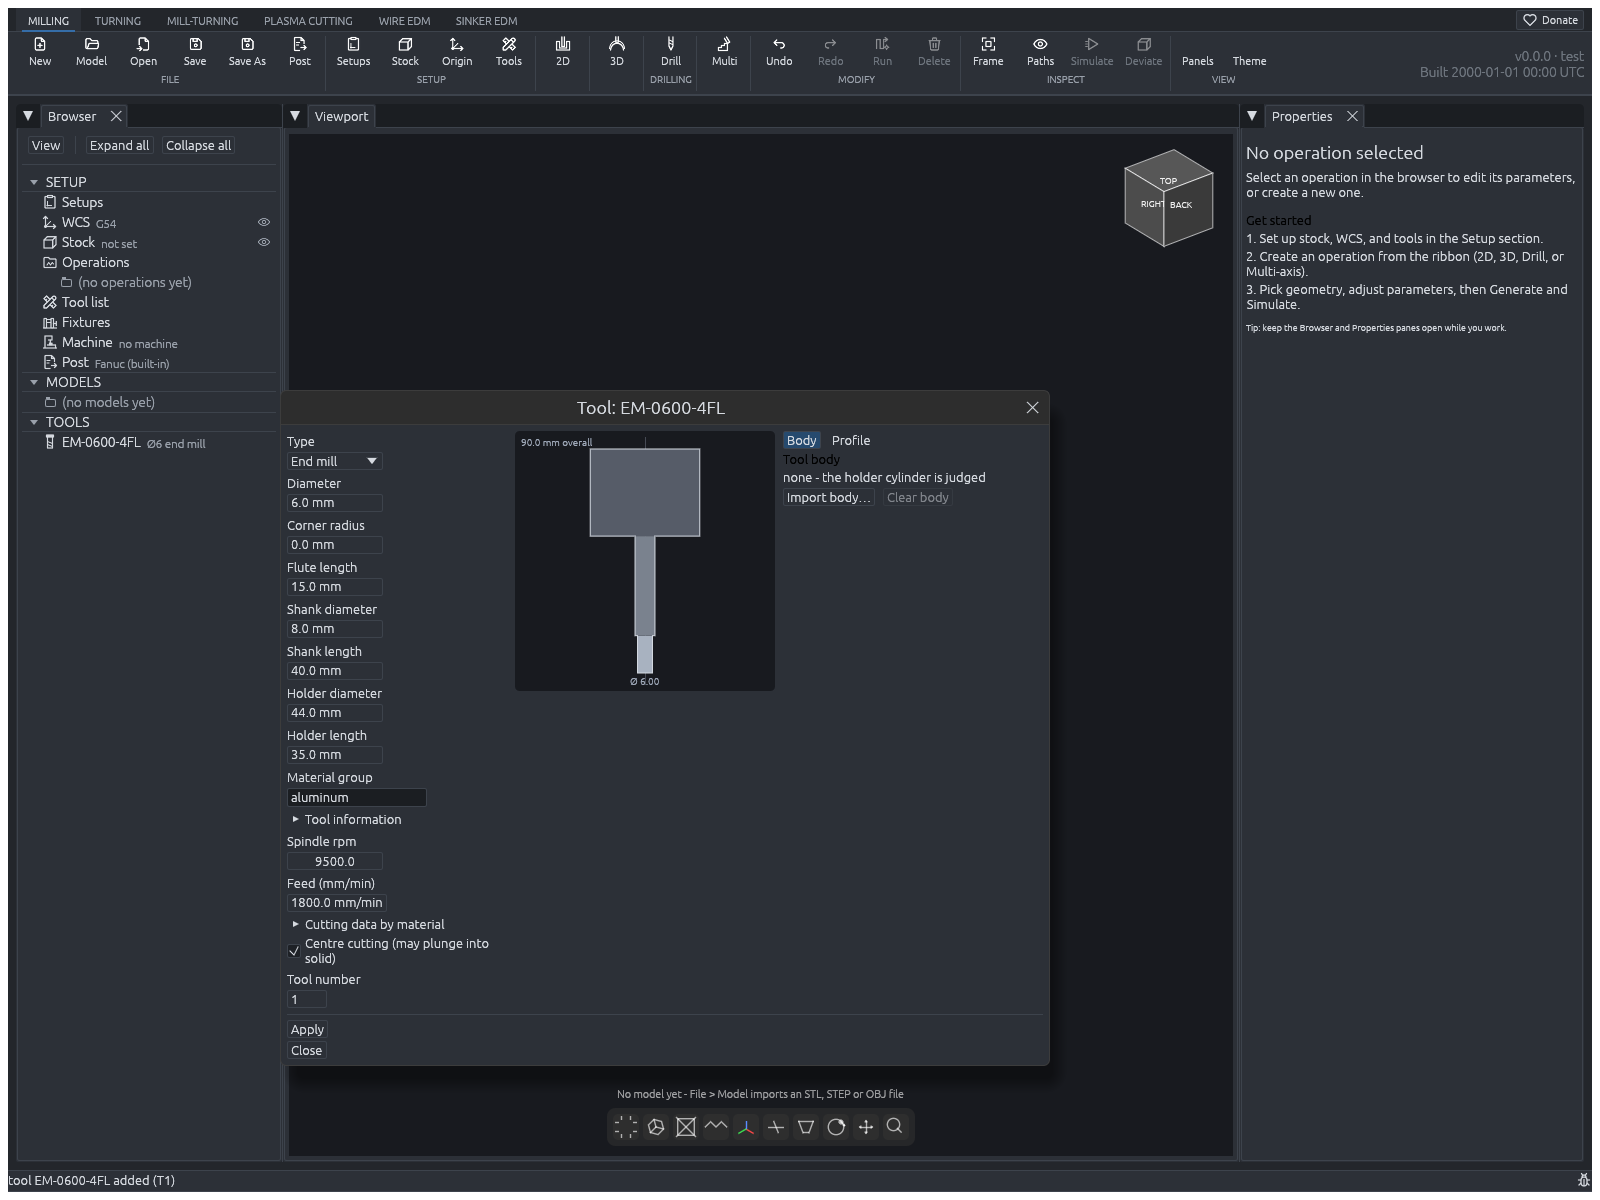 MILLING TURNING MILL-TURNING PLASMA CUTTING WIRE EDM SINKER EDM Donate
New Model Open Save Save As Post Setups Stock Origin Tools 2D 3D Drill Multi Undo Redo Run Delete Frame Paths Simulate Deviate Panels Theme
FILE SETUP DRILLING MODIFY INSPECT VIEW
v0.0.0 · test
Built 2000-01-01 00:00 UTC
Browser
View Expand all Collapse all
SETUP
Setups
WCS G54
Stock not set
Operations
(no operations yet)
Tool list
Fixtures
Machine no machine
Post Fanuc (built-in)
MODELS
(no models yet)
TOOLS
EM-0600-4FL Ø6 end mill
Viewport
TOP
RIGHT BACK
Tool: EM-0600-4FL
Type
End mill
Diameter
6.0 mm
Corner radius
0.0 mm
Flute length
15.0 mm
Shank diameter
8.0 mm
Shank length
40.0 mm
Holder diameter
44.0 mm
Holder length
35.0 mm
Material group
aluminum
Tool information
Spindle rpm
9500.0
Feed (mm/min)
1800.0 mm/min
Cutting data by material
Centre cutting (may plunge into
solid)
Tool number
1
Apply
Close
90.0 mm overall
Ø 6.00
Body Profile
Tool body
none - the holder cylinder is judged
Import body... Clear body
No model yet - File > Model imports an STL, STEP or OBJ file
Properties
No operation selected
Select an operation in the browser to edit its parameters,
or create a new one.
Get started
1. Set up stock, WCS, and tools in the Setup section.
2. Create an operation from the ribbon (2D, 3D, Drill, or
Multi-axis).
3. Pick geometry, adjust parameters, then Generate and
Simulate.
Tip: keep the Browser and Properties panes open while you work.
tool EM-0600-4FL added (T1)